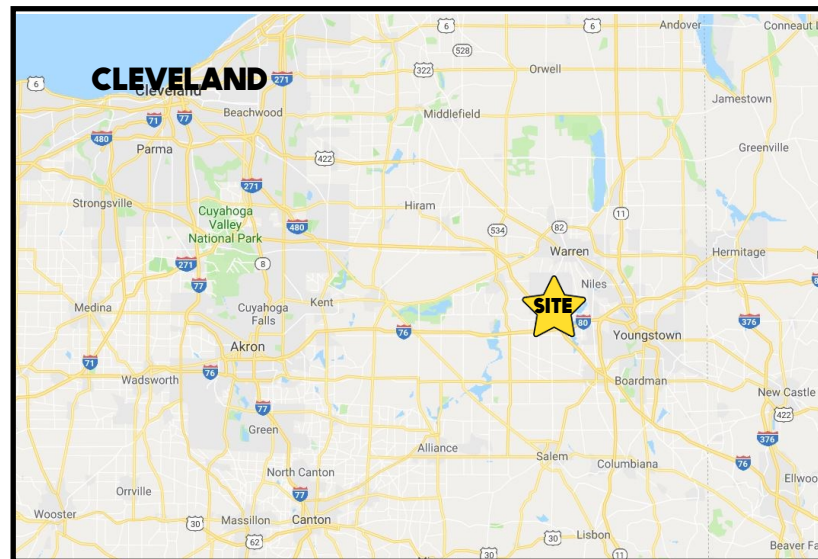 6
6
Andover
Conneaut L
528
322
Orwell
CLEVELAND
Cleveland
271
6
Jamestown
Beachwood
Middlefield
71
77
480
Parma
Greenville
422
271
Strongsville
Cuyahoga
Valley
National Park
Hiram
11
480
534
82
Warren
Hermitage
271
8
77
Niles
Medina
Cuyahoga
Falls
Kent
SITE
80
376
76
Youngstown
Akron
71
76
Wadsworth
Boardman
New Castle
77
422
Green
376
Alliance
Salem
Columbiana
76
North Canton
Ellwoo
Orrville
77
Wooster
30
Massillon
Canton
62
30
30
Lisbon
11
Beaver Fa